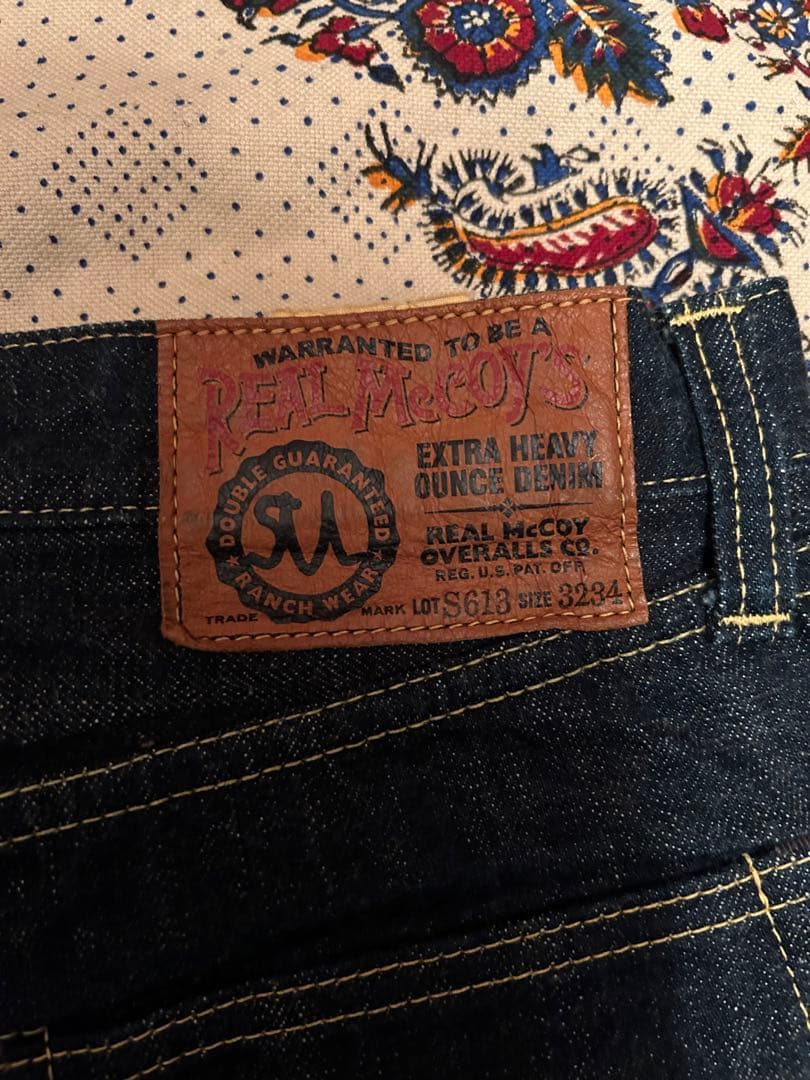 WARRANTED TO BE A
REAL McCOY'S
EXTRA HEAVY
OUNCE DENIM
DOUBLE GUARANTEED
RANCH WEAR
REAL McCOY
OVERALLS CO.
REG. U.S. PAT. OFF.
TRADE MARK LOT S613 SIZE 3234